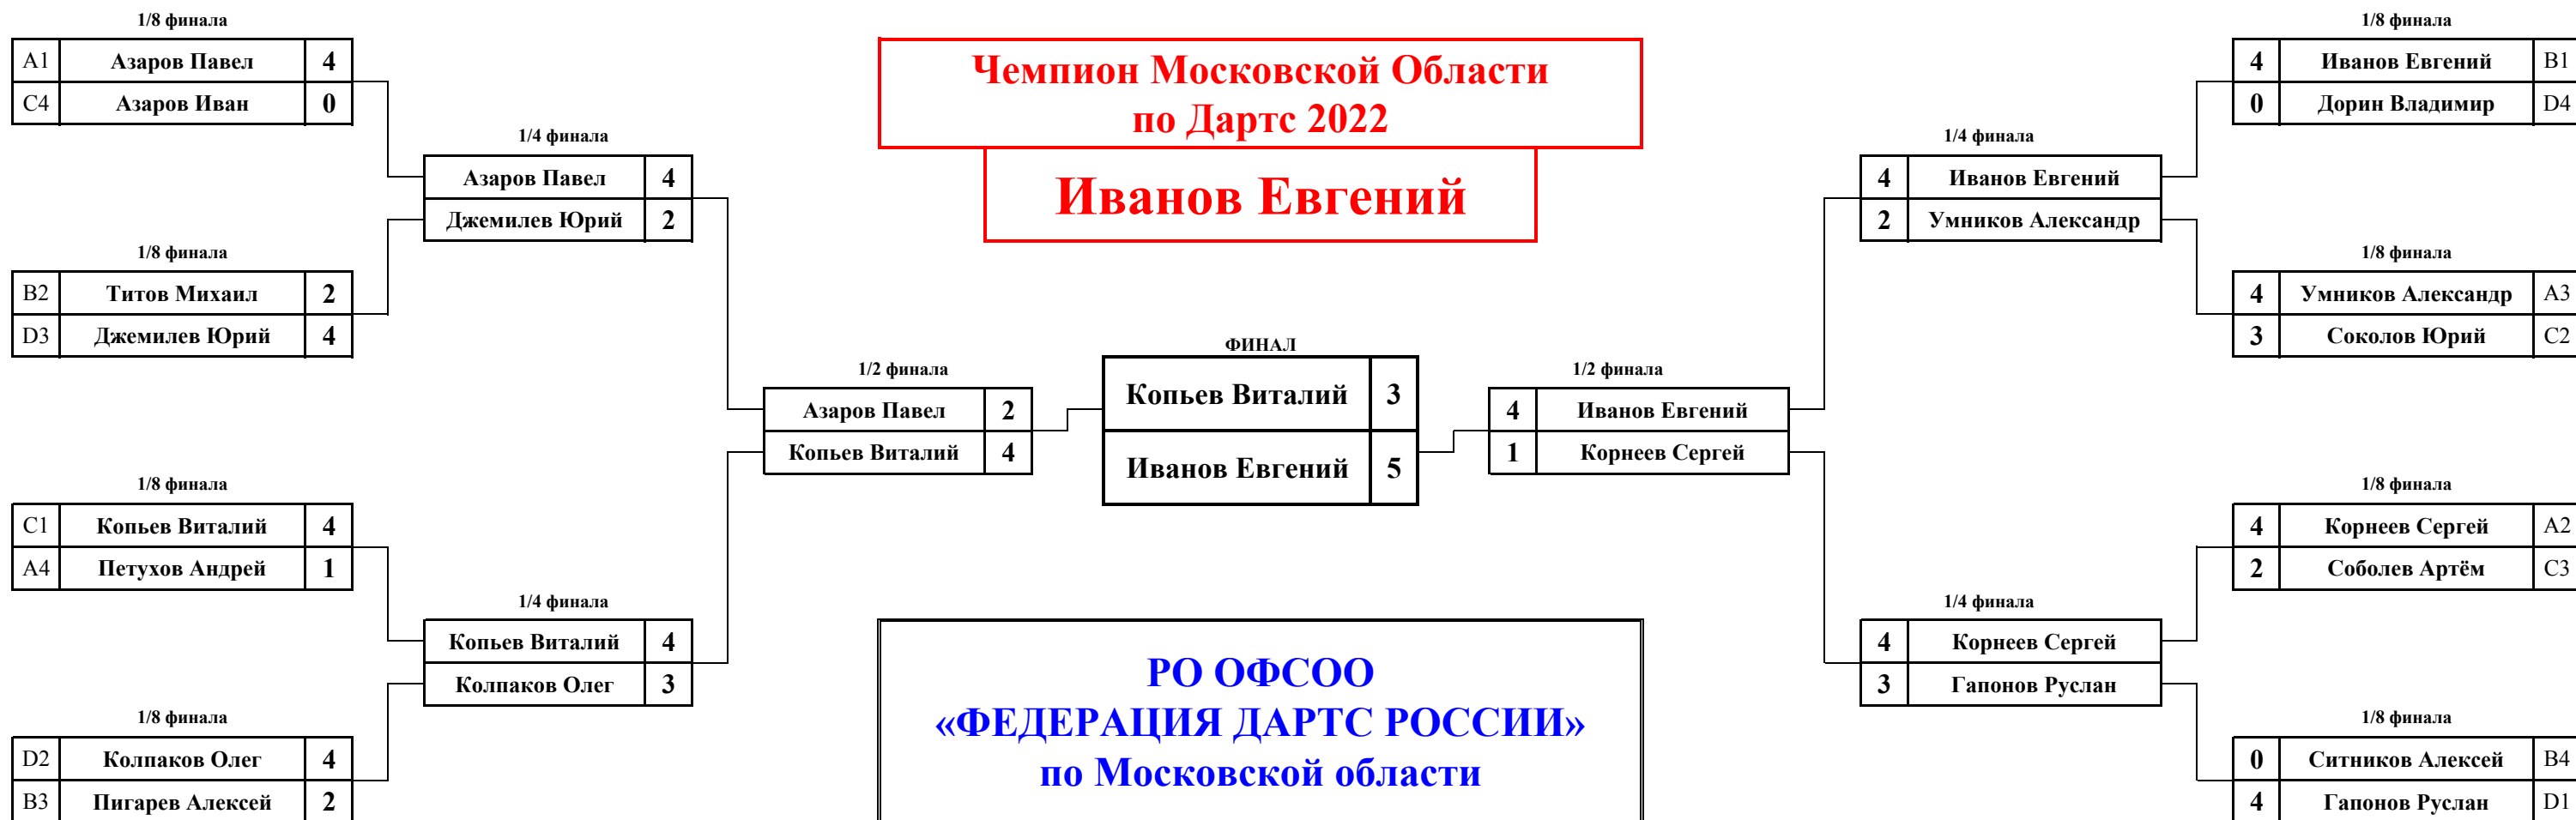 1/8 финала
A1 Азаров Павел 4
C4 Азаров Иван 0
1/8 финала
B2 Титов Михаил 2
D3 Джемилев Юрий 4
1/8 финала
C1 Копьев Виталий 4
A4 Петухов Андрей 1
1/8 финала
D2 Колпаков Олег 4
B3 Пигарев Алексей 2
1/4 финала
Азаров Павел 4
Джемилев Юрий 2
1/4 финала
Копьев Виталий 4
Колпаков Олег 3
1/2 финала
Азаров Павел 2
Копьев Виталий 4
Чемпион Московской Области
по Дартс 2022
Иванов Евгений
ФИНАЛ
Копьев Виталий 3
Иванов Евгений 5
РО ОФСОО
«ФЕДЕРАЦИЯ ДАРТС РОССИИ»
по Московской области
1/2 финала
4 Иванов Евгений
1 Корнеев Сергей
1/4 финала
4 Иванов Евгений
2 Умников Александр
1/4 финала
4 Корнеев Сергей
3 Гапонов Руслан
1/8 финала
4 Иванов Евгений B1
0 Дорин Владимир D4
1/8 финала
4 Умников Александр A3
3 Соколов Юрий C2
1/8 финала
4 Корнеев Сергей A2
2 Соболев Артём C3
1/8 финала
0 Ситников Алексей B4
4 Гапонов Руслан D1